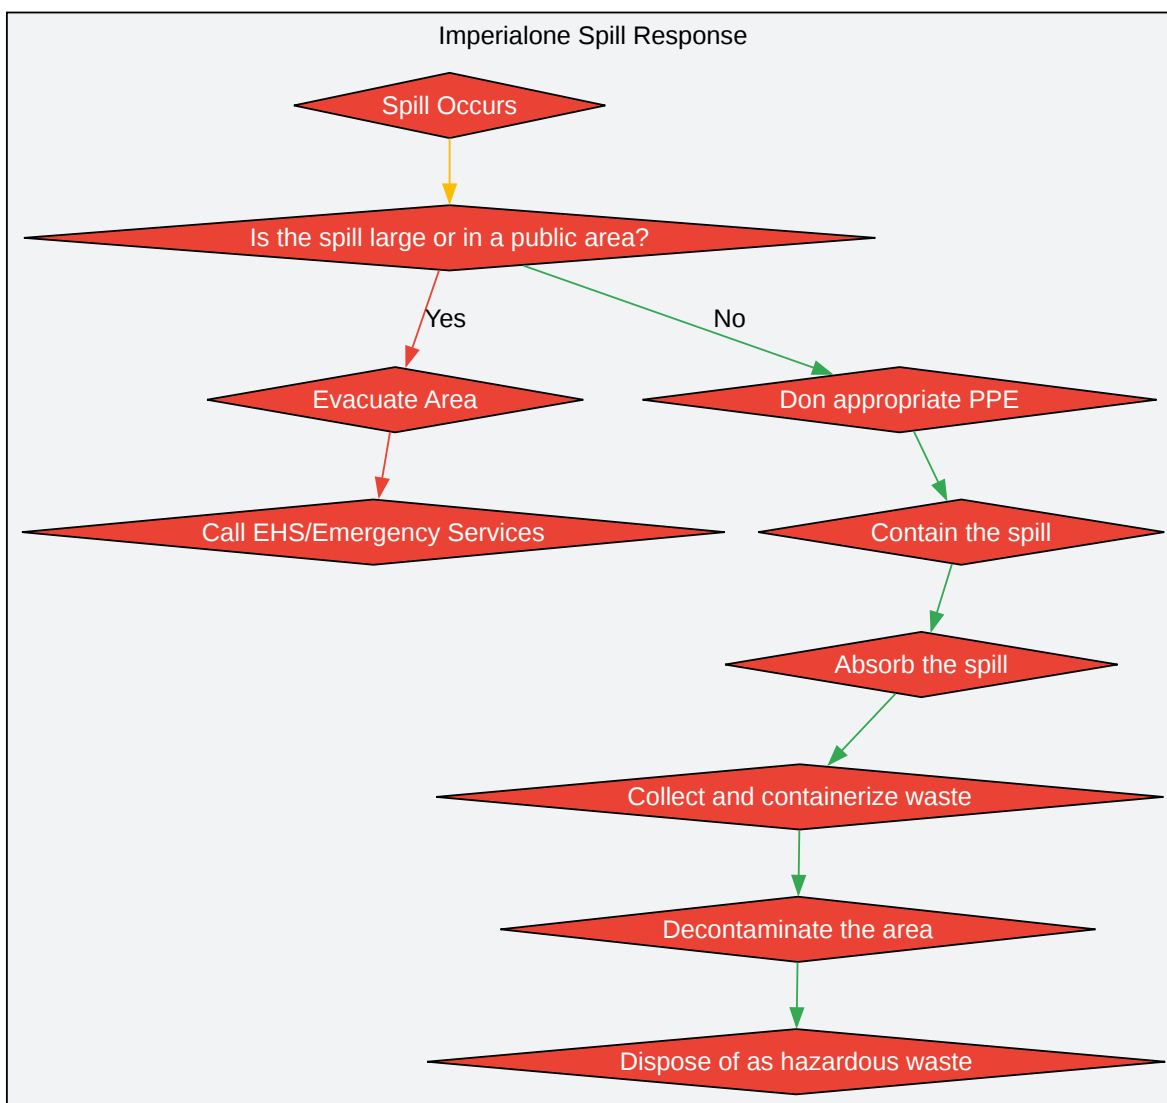 Imperialone Spill Response
Spill Occurs
Is the spill large or in a public area?
Yes
No
Evacuate Area
Don appropriate PPE
Call EHS/Emergency Services
Contain the spill
Absorb the spill
Collect and containerize waste
Decontaminate the area
Dispose of as hazardous waste